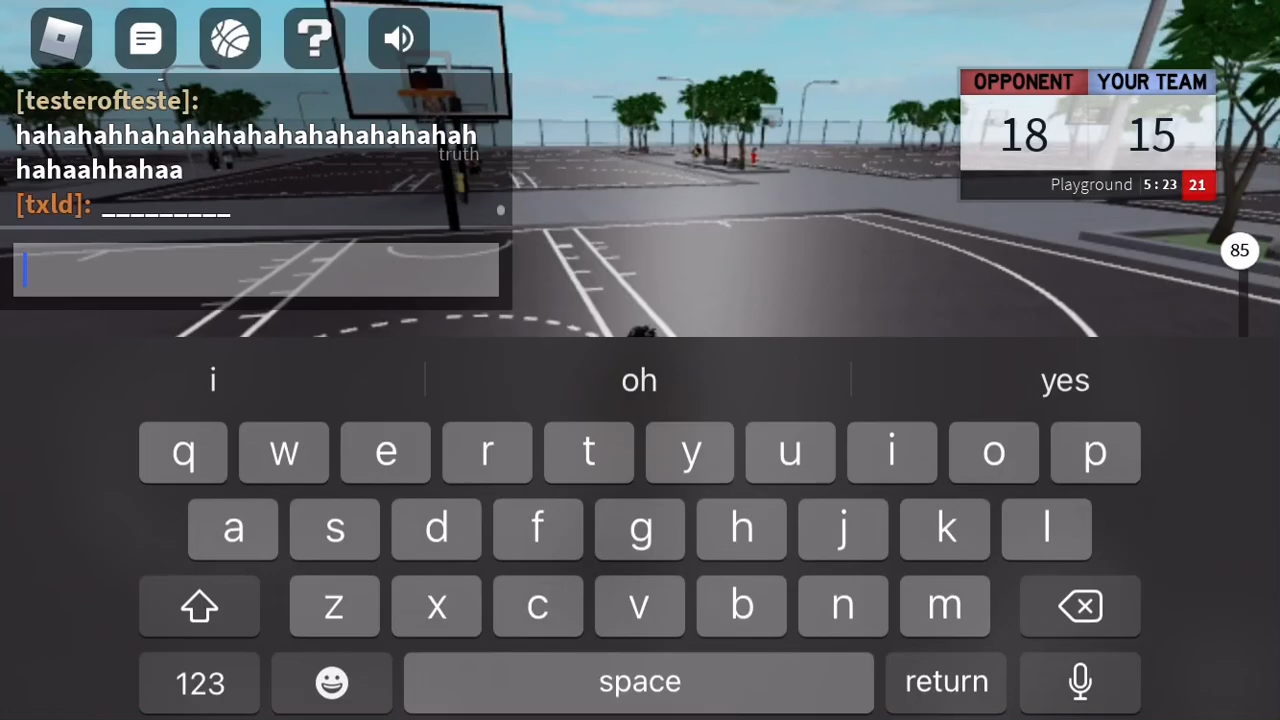 OPPONENT YOUR TEAM
18 15
Playground 5:23 21
[testerofteste]:
hahahahhahahahahahahahahahahah
hahaahhahaa
truth
[txld]: _________
85
i oh yes
q w e r t y u i o p
a s d f g h j k l
z x c v b n m
123 space return